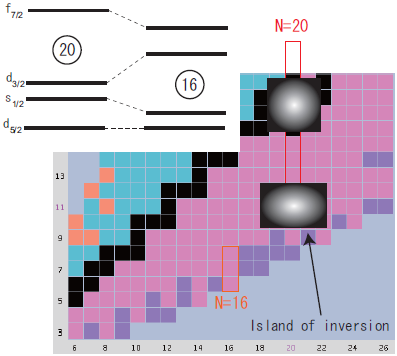 f7/2
20
d3/2
s1/2
d5/2
16
N=20
13
11
9
7
5
3
N=16
Island of inversion
6 8 10 12 14 16 18 20 22 24 26